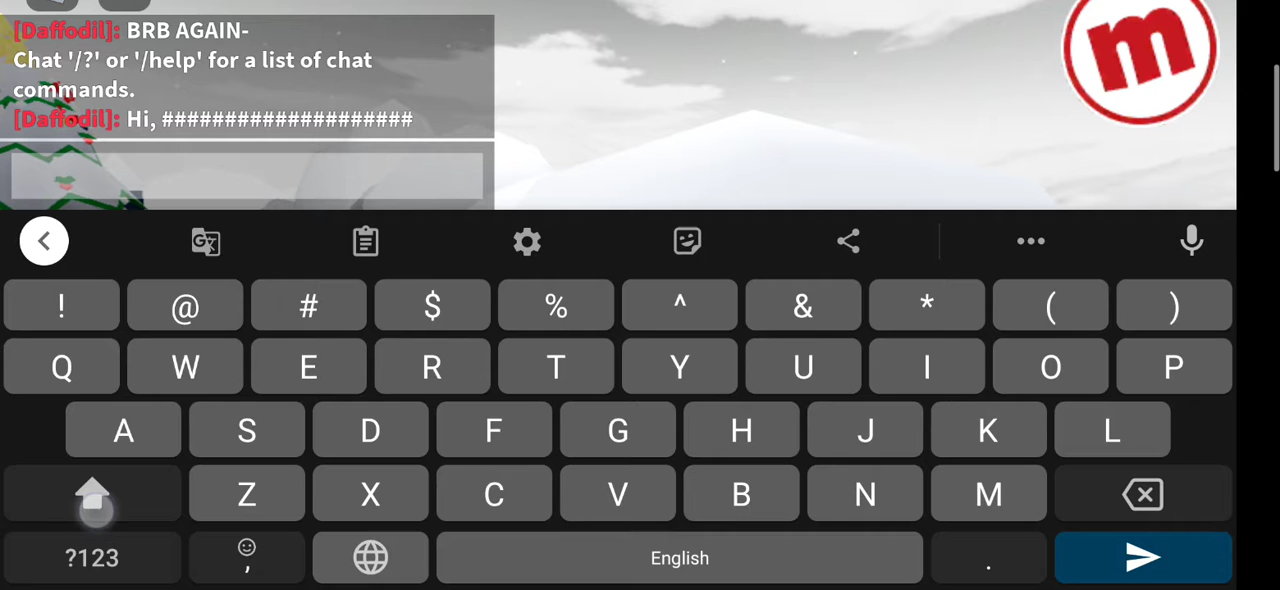 [Daffodil]: BRB AGAIN-
Chat '/?' or '/help' for a list of chat
commands.
[Daffodil]: Hi, ####################
m
! @ # $ % ^ & * ( )
Q W E R T Y U I O P
A S D F G H J K L
Z X C V B N M
?123 , English .